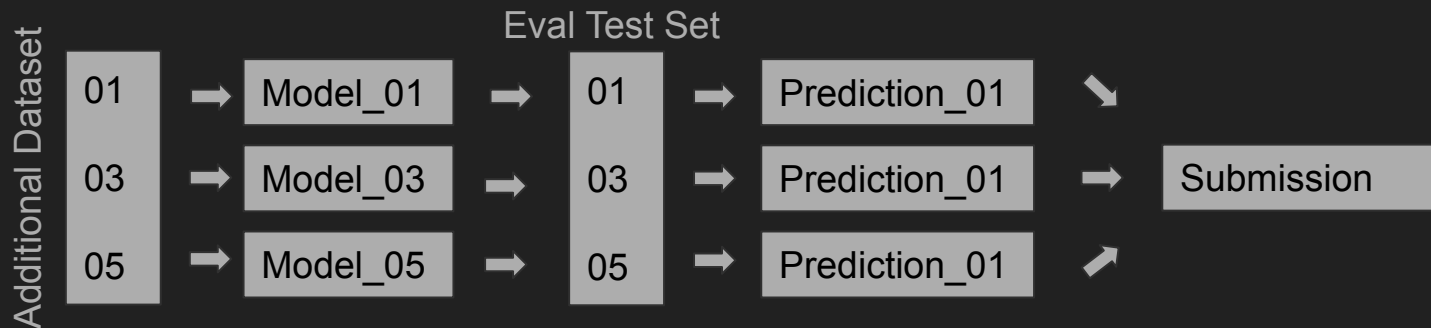 Additional Dataset
Eval Test Set
01
Model_01
01
Prediction_01
03
Model_03
03
Prediction_01
Submission
05
Model_05
05
Prediction_01